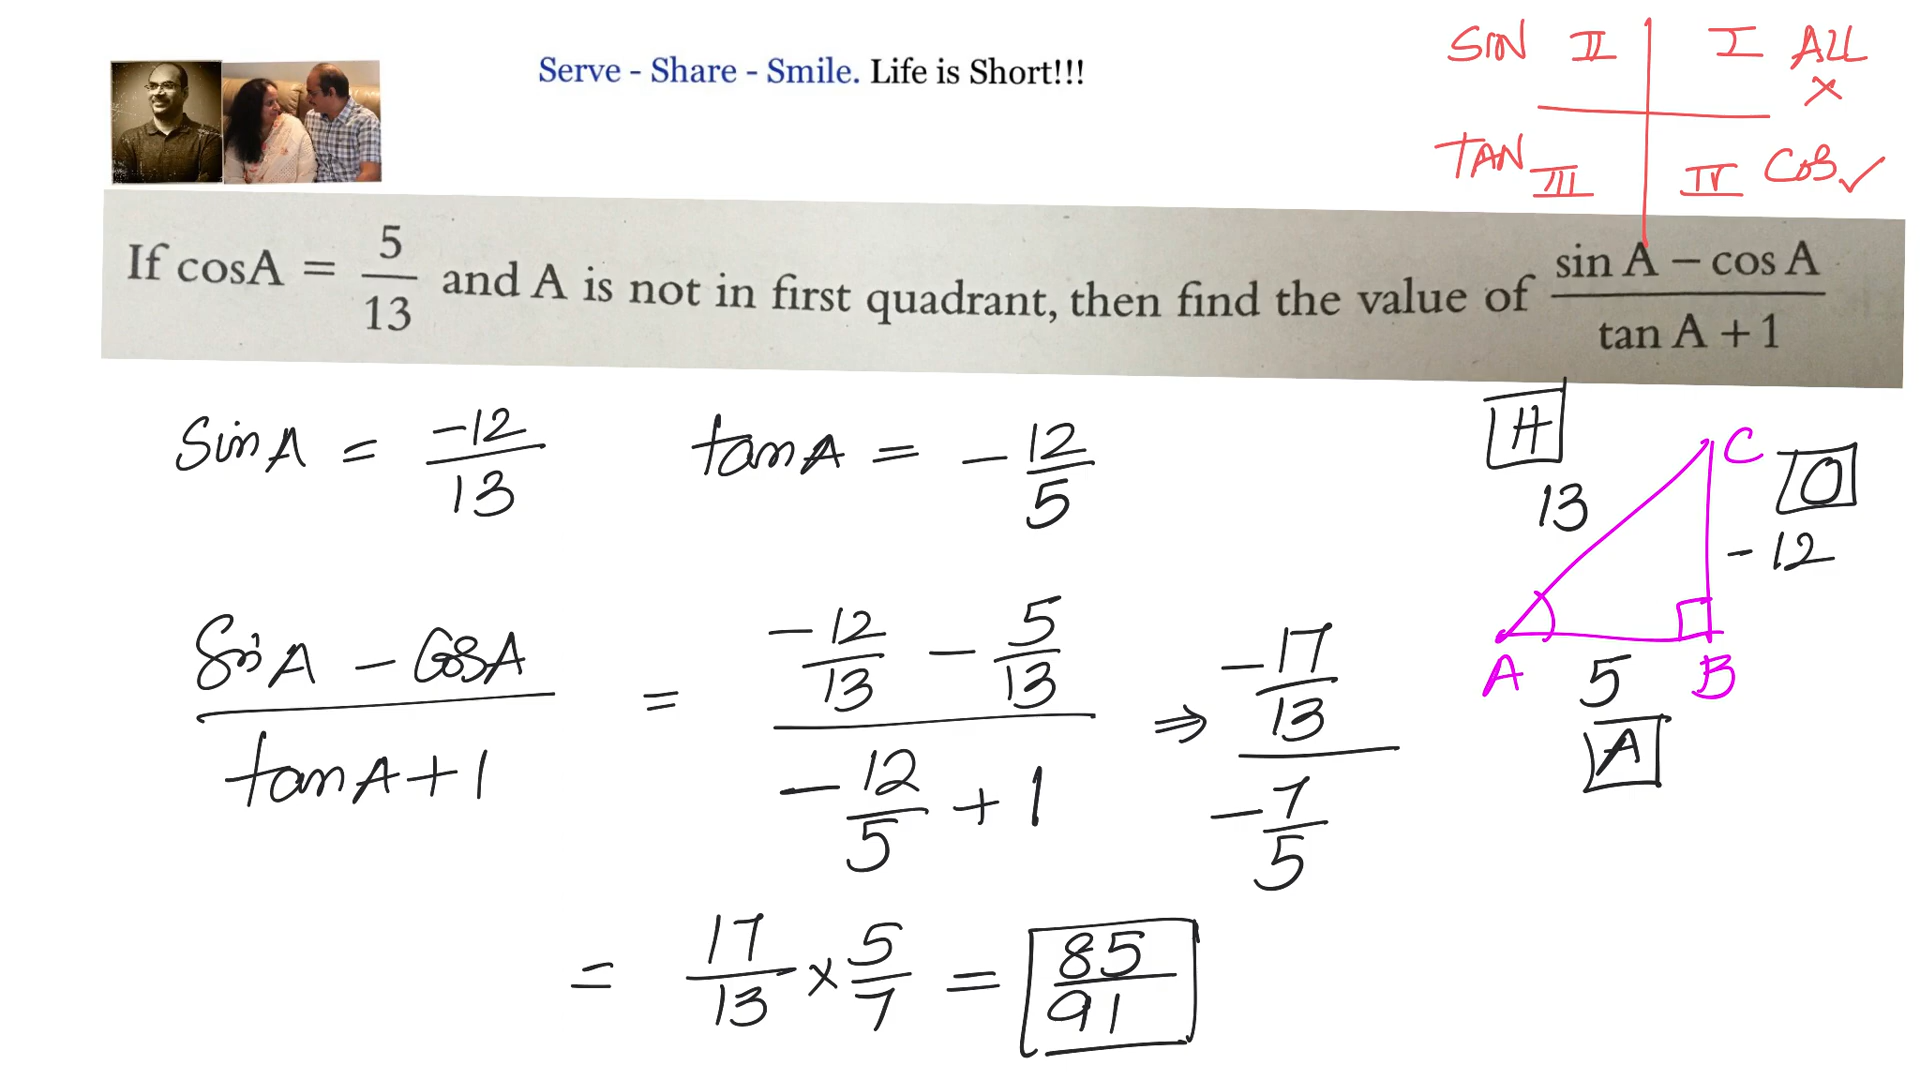 Serve - Share - Smile. Life is Short!!!
SIN II I ALL
×
TAN III IV COS ✓
If cosA = 5/13 and A is not in first quadrant, then find the value of (sin A − cos A)/(tan A + 1)
SinA = -12/13 tanA = -12/5
H
C
O
13
-12
A 5 B
A
(Sin A - CosA)/(tanA+1) = (-12/13 - 5/13)/(-12/5 + 1) ⇒ (-17/13)/(-7/5)
= 17/13 × 5/7 = 85/91